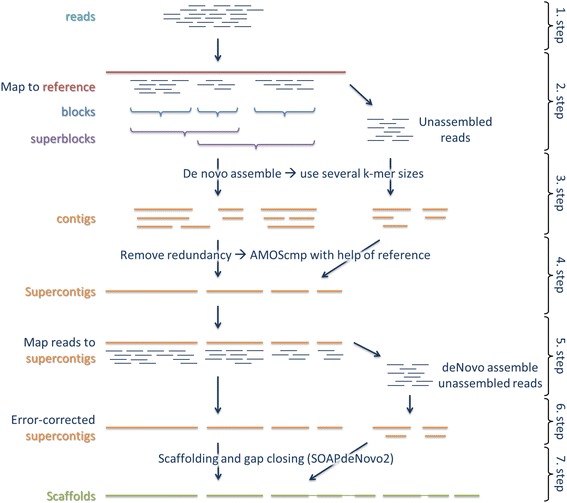 reads
1. step
Map to reference
blocks
superblocks
Unassembled
reads
2. step
De novo assemble → use several k-mer sizes
contigs
3. step
Remove redundancy → AMOScmp with help of reference
Supercontigs
4. step
Map reads to
supercontigs
deNovo assemble
unassembled reads
5. step
Error-corrected
supercontigs
6. step
Scaffolding and gap closing (SOAPdeNovo2)
Scaffolds
7. step